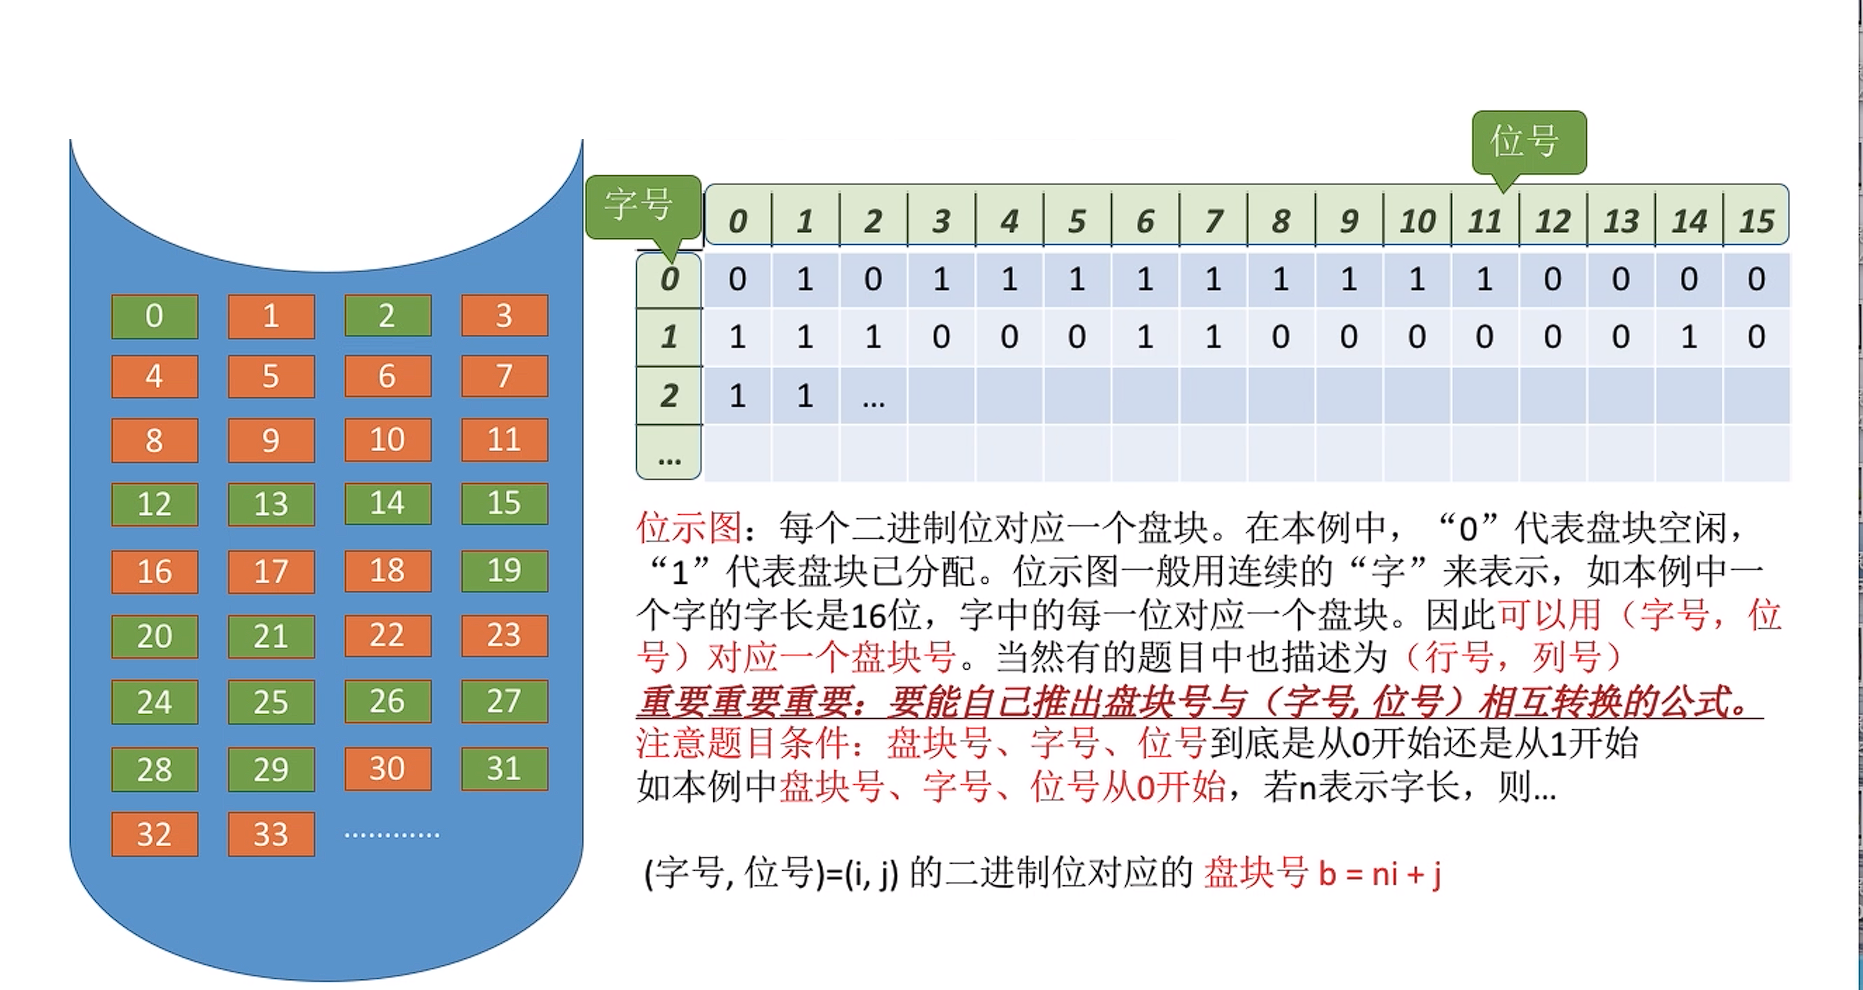 位号
字号
0 1 2 3 4 5 6 7 8 9 10 11 12 13 14 15
0 0 1 0 1 1 1 1 1 1 1 1 1 0 0 0 0
1 1 1 1 0 0 0 1 1 0 0 0 0 0 0 1 0
2 1 1 ...
...
0 1 2 3
4 5 6 7
8 9 10 11
12 13 14 15
16 17 18 19
20 21 22 23
24 25 26 27
28 29 30 31
32 33 …………
位示图：每个二进制位对应一个盘块。在本例中，“0”代表盘块空闲，
“1”代表盘块已分配。位示图一般用连续的“字”来表示，如本例中一
个字的字长是16位，字中的每一位对应一个盘块。因此可以用（字号，位
号）对应一个盘块号。当然有的题目中也描述为（行号，列号）
重要重要重要：要能自己推出盘块号与（字号, 位号）相互转换的公式。
注意题目条件：盘块号、字号、位号到底是从0开始还是从1开始
如本例中盘块号、字号、位号从0开始，若n表示字长，则...
(字号, 位号)=(i, j) 的二进制位对应的 盘块号 b = ni + j